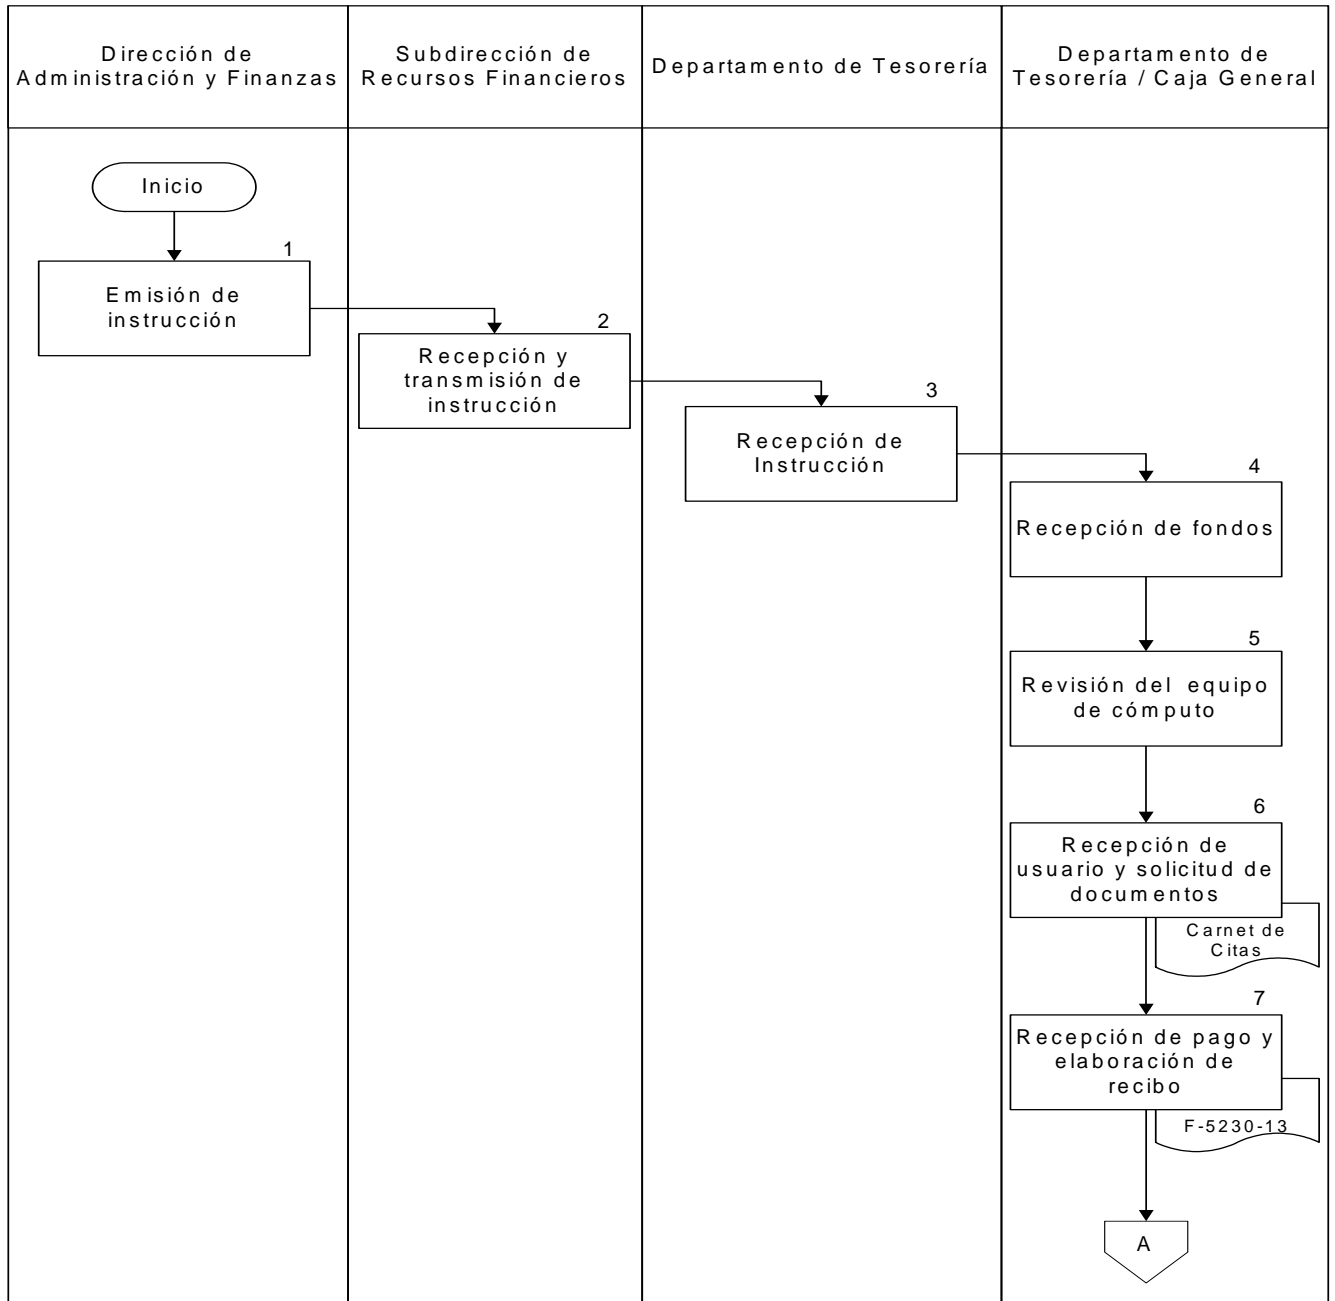 Dirección de
Administración y Finanzas
Subdirección de
Recursos Financieros
Departamento de Tesorería
Departamento de
Tesorería / Caja General
Inicio
1
Emisión de
instrucción
2
Recepción y
transmisión de
instrucción
3
Recepción de
Instrucción
4
Recepción de fondos
5
Revisión del equipo
de cómputo
6
Recepción de
usuario y solicitud de
documentos
Carnet de
Citas
7
Recepción de pago y
elaboración de
recibo
F-5230-13
A